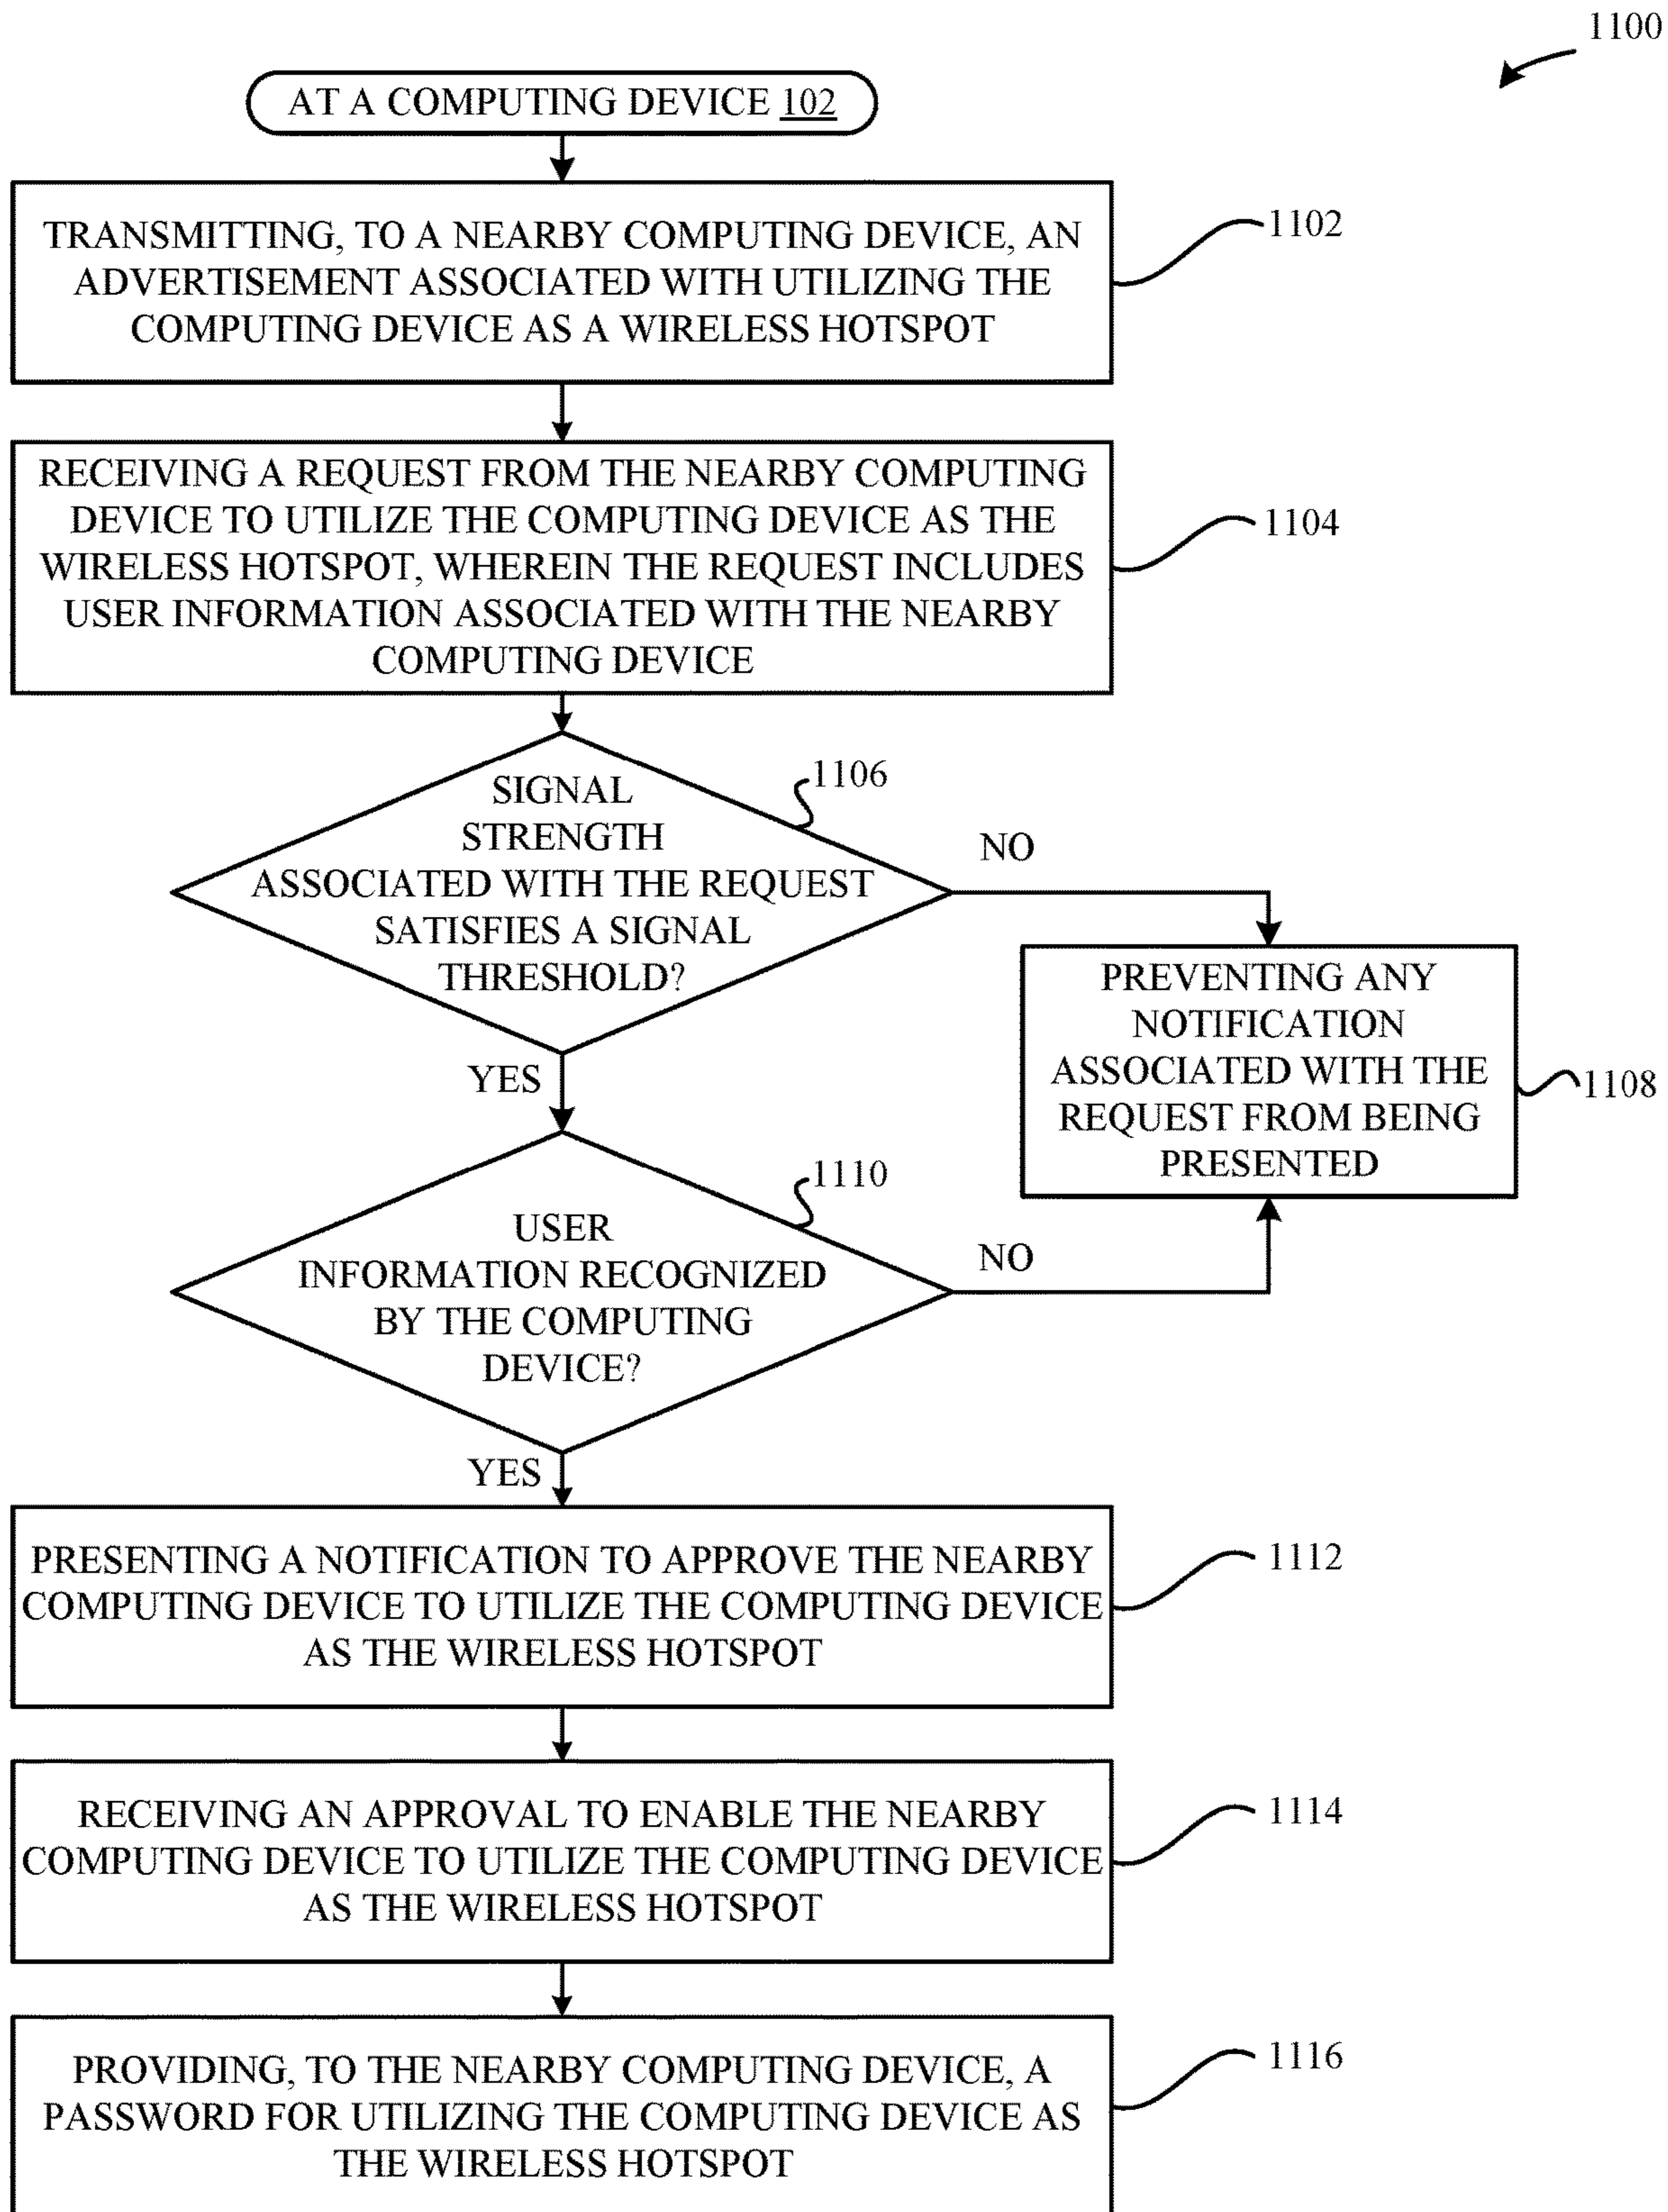 1100
AT A COMPUTING DEVICE 102
TRANSMITTING, TO A NEARBY COMPUTING DEVICE, AN
ADVERTISEMENT ASSOCIATED WITH UTILIZING THE
COMPUTING DEVICE AS A WIRELESS HOTSPOT
1102
RECEIVING A REQUEST FROM THE NEARBY COMPUTING
DEVICE TO UTILIZE THE COMPUTING DEVICE AS THE
WIRELESS HOTSPOT, WHEREIN THE REQUEST INCLUDES
USER INFORMATION ASSOCIATED WITH THE NEARBY
COMPUTING DEVICE
1104
SIGNAL
STRENGTH
ASSOCIATED WITH THE REQUEST
SATISFIES A SIGNAL
THRESHOLD?
1106
NO
YES
PREVENTING ANY
NOTIFICATION
ASSOCIATED WITH THE
REQUEST FROM BEING
PRESENTED
1108
USER
INFORMATION RECOGNIZED
BY THE COMPUTING
DEVICE?
1110
NO
YES
PRESENTING A NOTIFICATION TO APPROVE THE NEARBY
COMPUTING DEVICE TO UTILIZE THE COMPUTING DEVICE
AS THE WIRELESS HOTSPOT
1112
RECEIVING AN APPROVAL TO ENABLE THE NEARBY
COMPUTING DEVICE TO UTILIZE THE COMPUTING DEVICE
AS THE WIRELESS HOTSPOT
1114
PROVIDING, TO THE NEARBY COMPUTING DEVICE, A
PASSWORD FOR UTILIZING THE COMPUTING DEVICE AS
THE WIRELESS HOTSPOT
1116